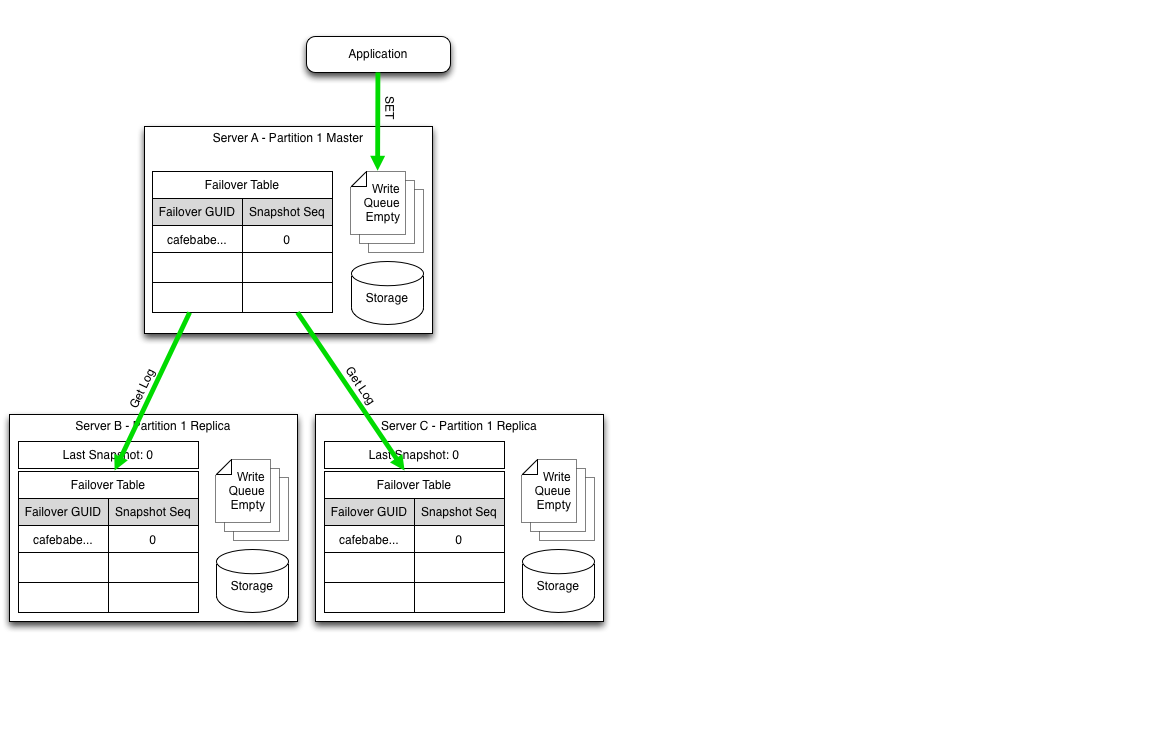 Application
SET
Server A - Partition 1 Master
Failover Table
Failover GUID Snapshot Seq
cafebabe... 0
Write
Queue
Empty
Storage
Get Log
Get Log
Server B - Partition 1 Replica
Last Snapshot: 0
Failover Table
Failover GUID Snapshot Seq
cafebabe... 0
Write
Queue
Empty
Storage
Server C - Partition 1 Replica
Last Snapshot: 0
Failover Table
Failover GUID Snapshot Seq
cafebabe... 0
Write
Queue
Empty
Storage